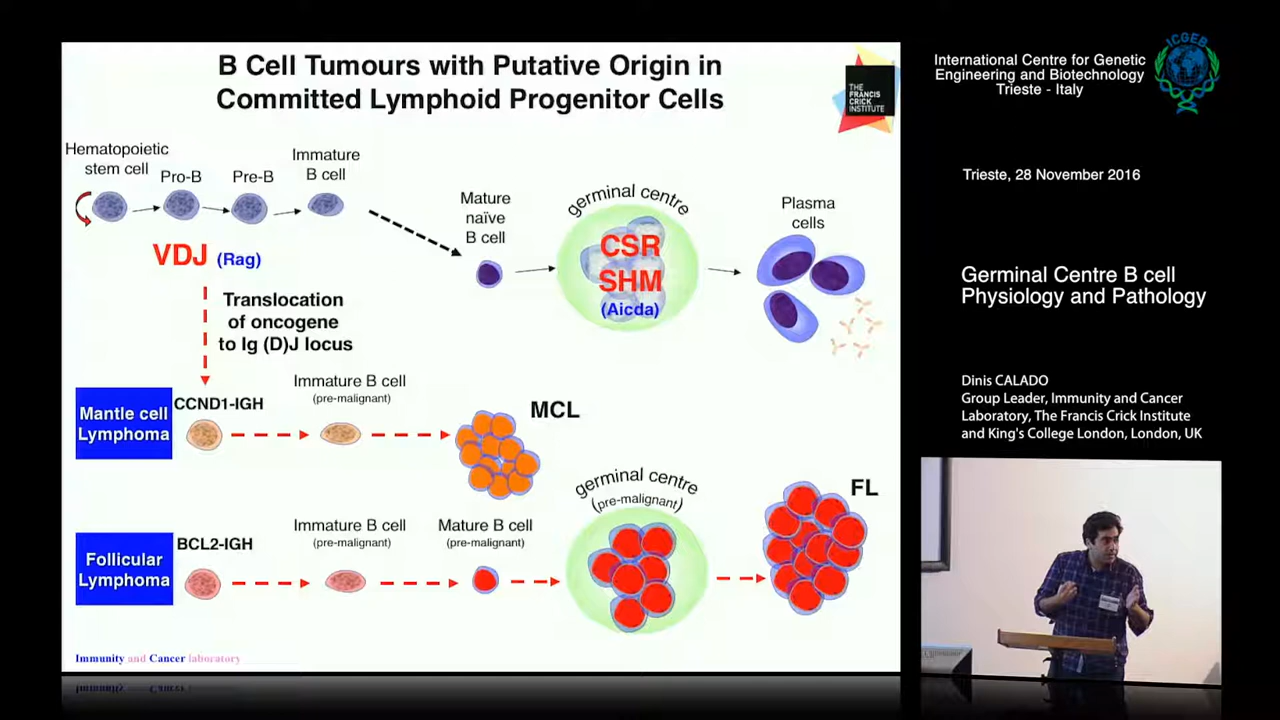 B Cell Tumours with Putative Origin in
Committed Lymphoid Progenitor Cells
THE
FRANCIS
CRICK
INSTITUTE
Hematopoietic
stem cell
Pro-B
Pre-B
Immature
B cell
Mature
naïve
B cell
germinal centre
CSR
SHM
(Aicda)
Plasma
cells
VDJ (Rag)
Translocation
of oncogene
to Ig (D)J locus
Mantle cell
Lymphoma
CCND1-IGH
Immature B cell
(pre-malignant)
MCL
Follicular
Lymphoma
BCL2-IGH
Immature B cell
(pre-malignant)
Mature B cell
(pre-malignant)
germinal centre
(pre-malignant)
FL
Immunity and Cancer laboratory
International Centre for Genetic
Engineering and Biotechnology
Trieste - Italy
ICGEB
Trieste, 28 November 2016
Germinal Centre B cell
Physiology and Pathology
Dinis CALADO
Group Leader, Immunity and Cancer
Laboratory, The Francis Crick Institute
and King's College London, London, UK